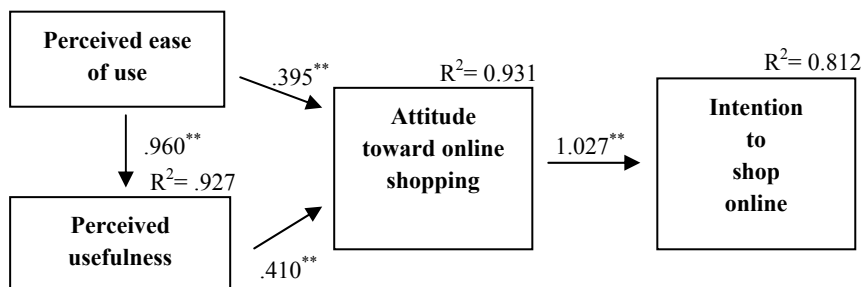 Perceived ease
of use
.395**
R²= 0.931
R²= 0.812
Attitude
toward online
shopping
1.027**
Intention
to
shop
online
.960**
R²= .927
Perceived
usefulness
.410**